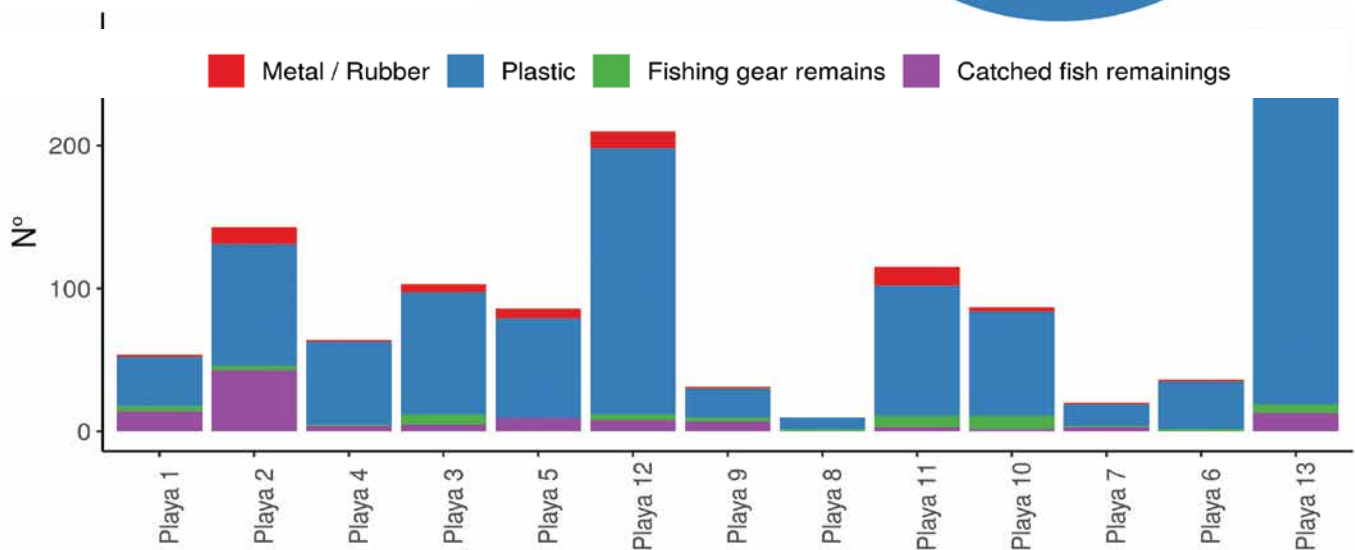 Metal / Rubber Plastic Fishing gear remains Catched fish remainings
200
100
0
Nº
Playa 1
Playa 2
Playa 4
Playa 3
Playa 5
Playa 12
Playa 9
Playa 8
Playa 11
Playa 10
Playa 7
Playa 6
Playa 13